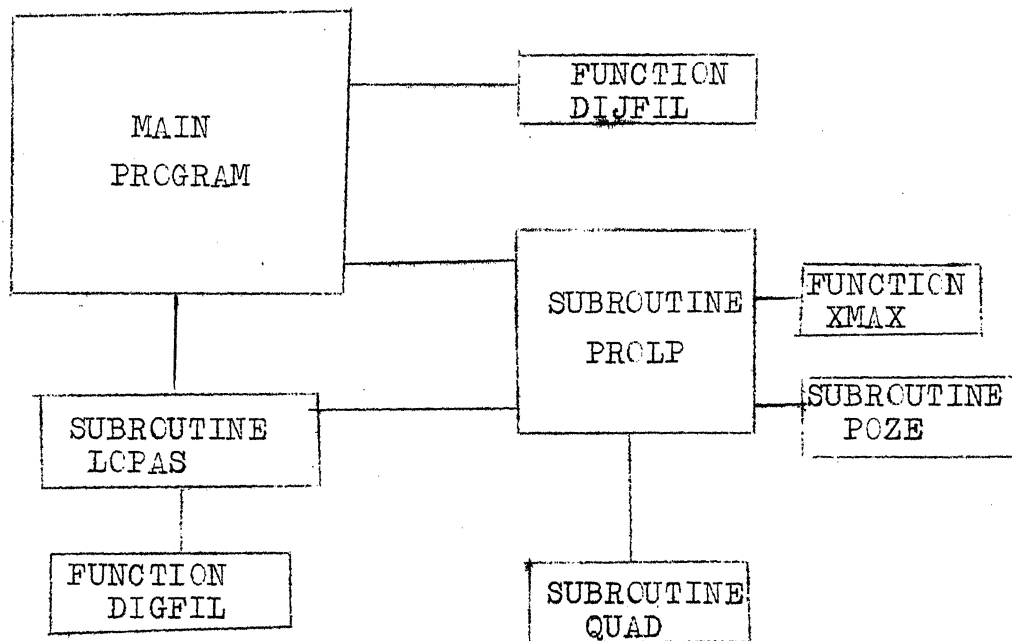 MAIN
PROGRAM
FUNCTION
DIJFIL
SUBROUTINE
PROLP
FUNCTION
XMAX
SUBROUTINE
POZE
SUBROUTINE
LOPAS
FUNCTION
DIGFIL
SUBROUTINE
QUAD